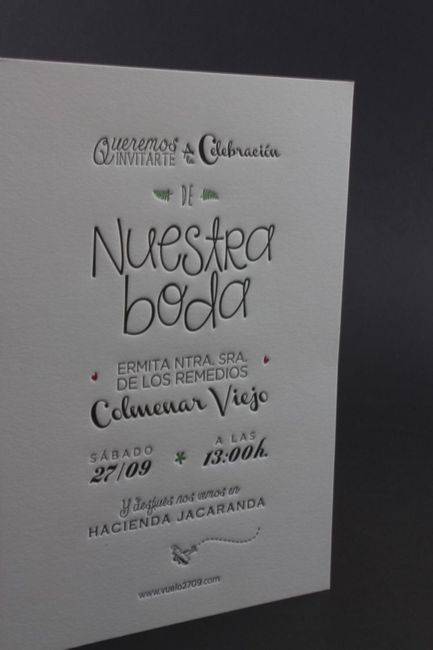 Queremos
INVITARTE A la Celebración
DE
Nuestra
boda
ERMITA NTRA. SRA.
DE LOS REMEDIOS
Colmenar Viejo
SÁBADO
27/09
A LAS
13:00h.
Y después nos vemos en
HACIENDA JACARANDA
www.vuelo2709.com